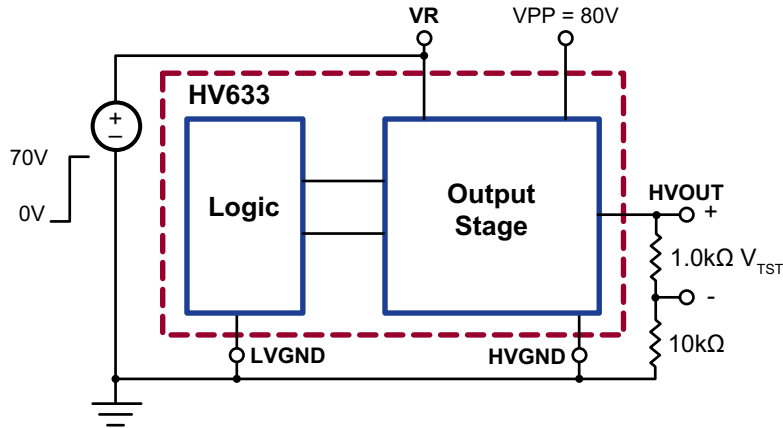 VR
VPP = 80V
HV633
+
–
70V
0V
Logic
Output
Stage
HVOUT
+
1.0kΩ V_TST
-
10kΩ
LVGND
HVGND